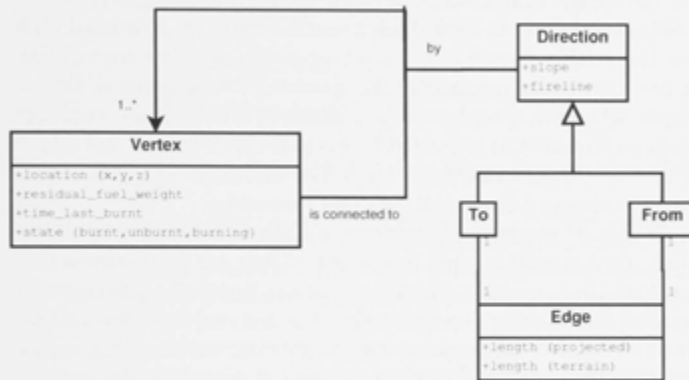 Direction
+slope
+fireline
by
1..*
Vertex
+location (x,y,z)
+residual_fuel_weight
+time_last_burnt
+state (burnt,unburnt,burning)
is connected to
To
From
1
1
1
1
Edge
+length (projected)
+length (terrain)